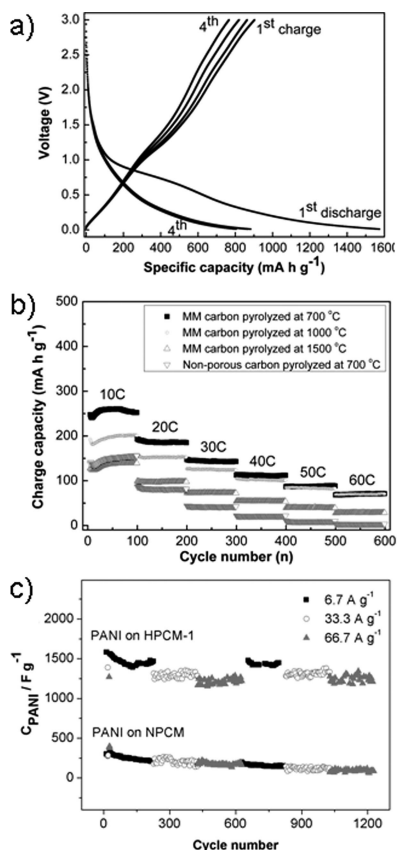 a)
3.0
2.5
2.0
1.5
1.0
0.5
0.0
Voltage (V)
4th
1st charge
1st discharge
4th
0 200 400 600 800 1000 1200 1400 1600
Specific capacity (mA h g-1)
b)
500
400
300
200
100
0
Charge capacity (mA h g-1)
MM carbon pyrolyzed at 700 °C
MM carbon pyrolyzed at 1000 °C
MM carbon pyrolyzed at 1500 °C
Non-porous carbon pyrolyzed at 700 °C
10C
20C
30C
40C
50C
60C
0 100 200 300 400 500 600
Cycle number (n)
c)
2000
1500
1000
500
0
CPANI / F g-1
6.7 A g-1
33.3 A g-1
66.7 A g-1
PANI on HPCM-1
PANI on NPCM
0 300 600 900 1200
Cycle number